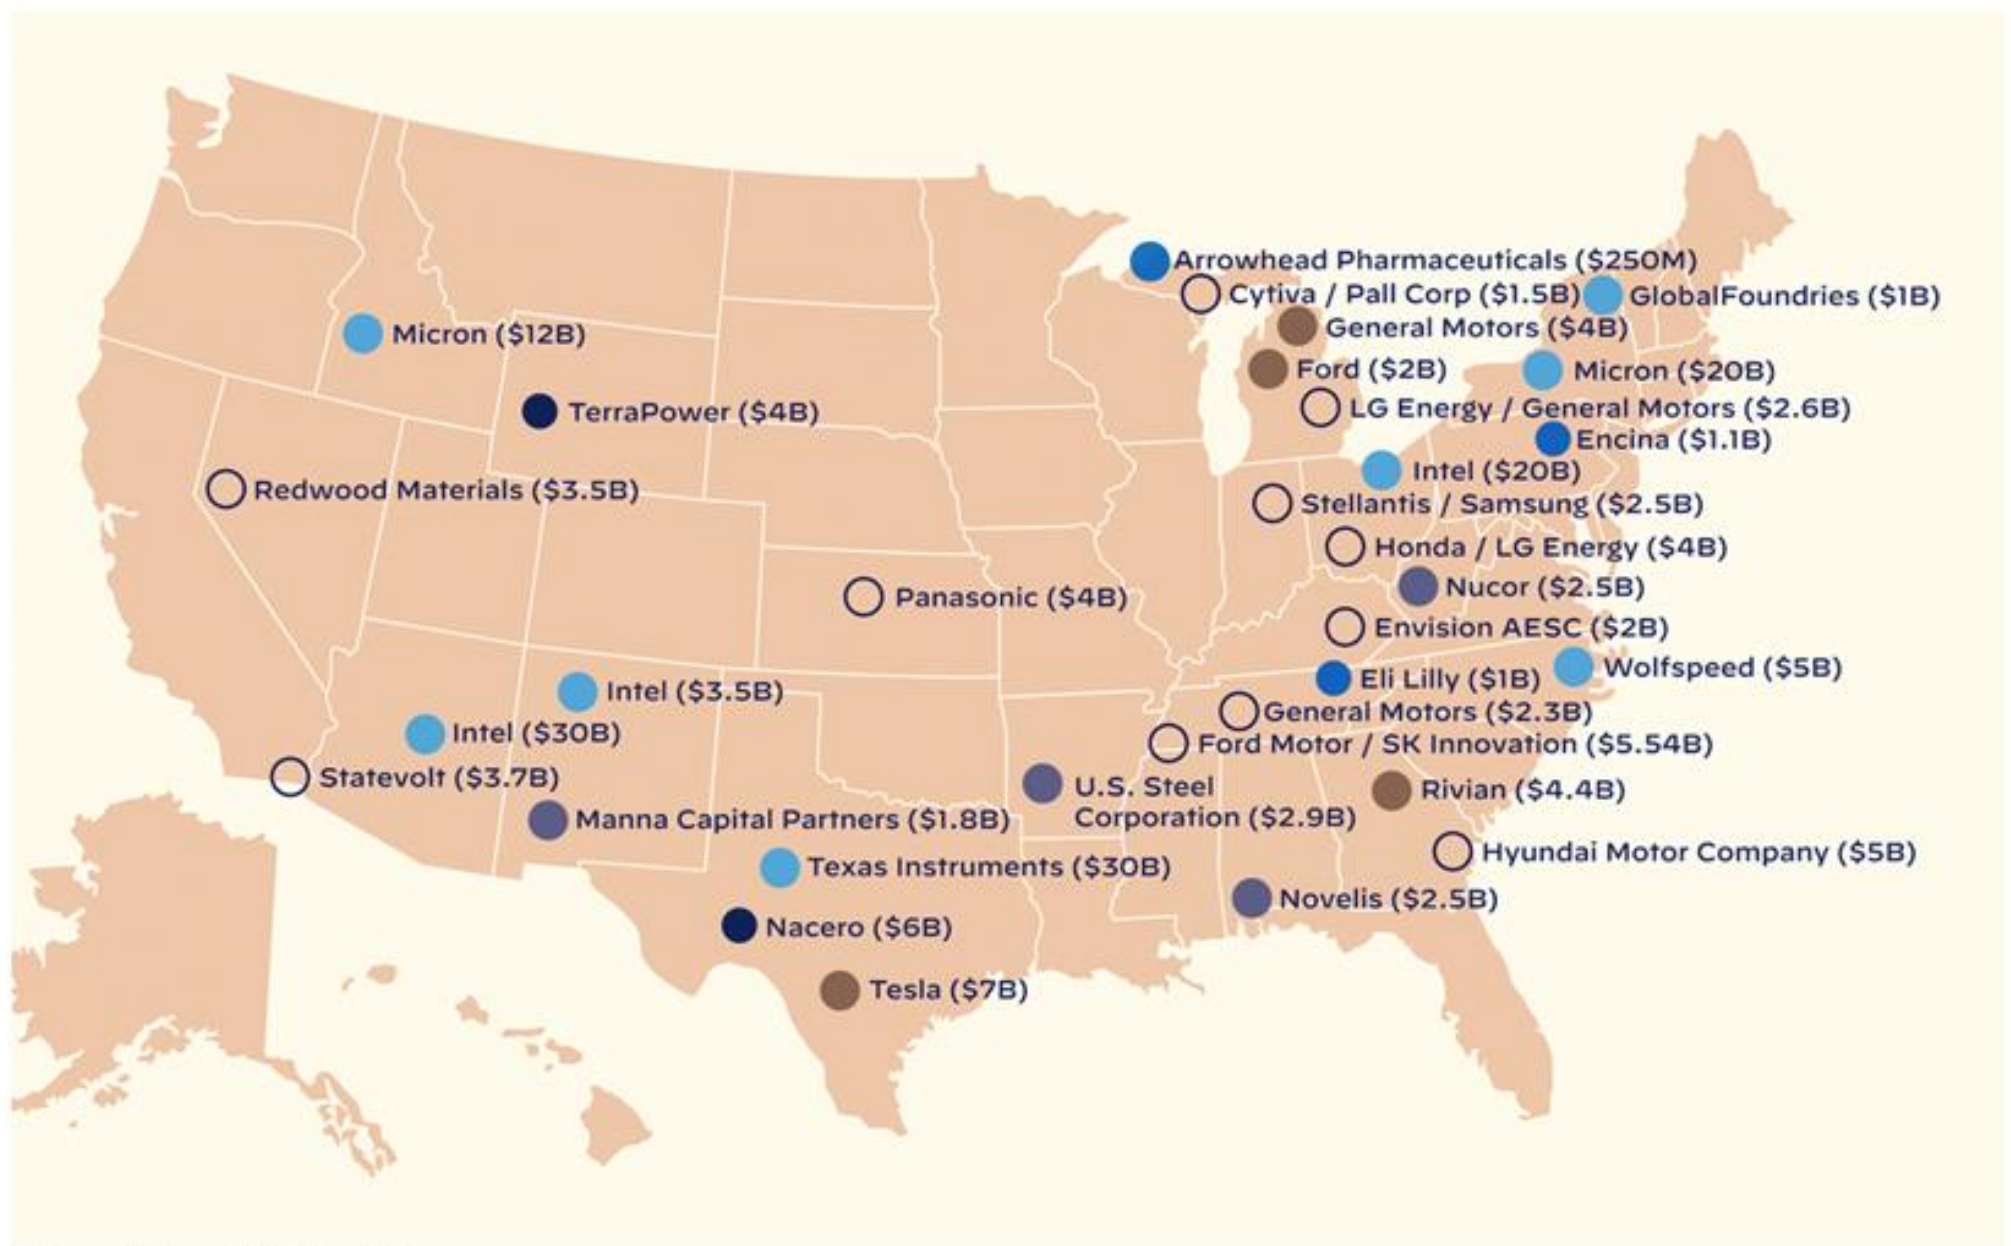 Arrowhead Pharmaceuticals ($250M)
Cytiva / Pall Corp ($1.5B)
GlobalFoundries ($1B)
General Motors ($4B)
Micron ($12B)
Ford ($2B)
Micron ($20B)
TerraPower ($4B)
LG Energy / General Motors ($2.6B)
Encina ($1.1B)
Intel ($20B)
Redwood Materials ($3.5B)
Stellantis / Samsung ($2.5B)
Honda / LG Energy ($4B)
Nucor ($2.5B)
Panasonic ($4B)
Envision AESC ($2B)
Wolfspeed ($5B)
Eli Lilly ($1B)
Intel ($3.5B)
General Motors ($2.3B)
Intel ($30B)
Ford Motor / SK Innovation ($5.54B)
Statevolt ($3.7B)
U.S. Steel
Corporation ($2.9B)
Rivian ($4.4B)
Manna Capital Partners ($1.8B)
Hyundai Motor Company ($5B)
Texas Instruments ($30B)
Novelis ($2.5B)
Nacero ($6B)
Tesla ($7B)